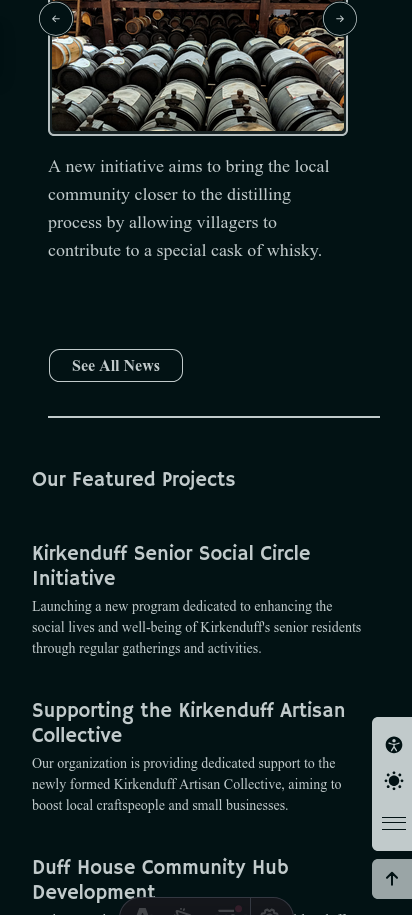 A new initiative aims to bring the local
community closer to the distilling
process by allowing villagers to
contribute to a special cask of whisky.
See All News
Our Featured Projects
Kirkenduff Senior Social Circle
Initiative
Launching a new program dedicated to enhancing the
social lives and well-being of Kirkenduff's senior residents
through regular gatherings and activities.
Supporting the Kirkenduff Artisan
Collective
Our organization is providing dedicated support to the
newly formed Kirkenduff Artisan Collective, aiming to
boost local craftspeople and small businesses.
Duff House Community Hub
Development